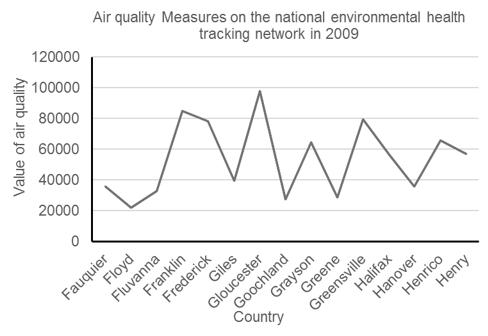 Air quality Measures on the national environmental health
tracking network in 2009
Value of air quality
120000
100000
80000
60000
40000
20000
0
Fauquier
Floyd
Fluvanna
Franklin
Frederick
Giles
Gloucester
Goochland
Grayson
Greene
Greensville
Halifax
Hanover
Henrico
Henry
Country